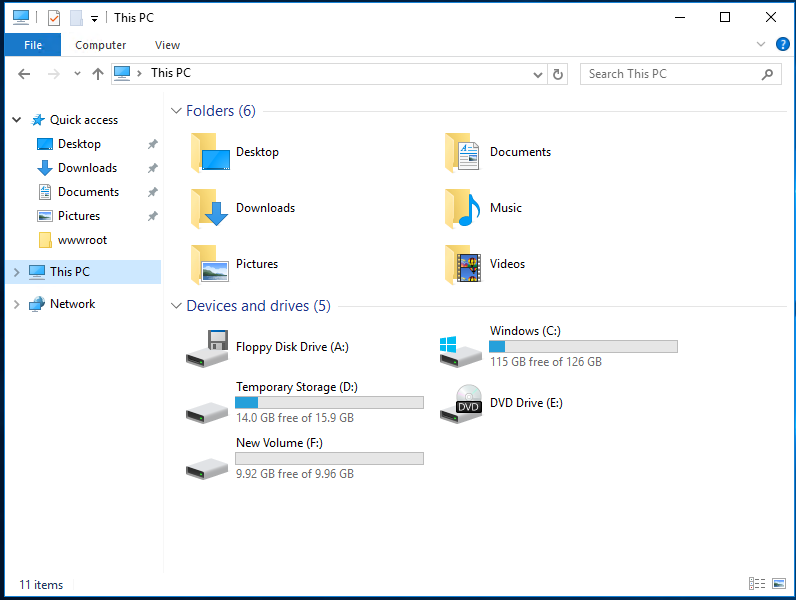 This PC
File Computer View
This PC
Search This PC
Quick access
Desktop
Downloads
Documents
Pictures
wwwroot
This PC
Network
Folders (6)
Desktop
Documents
Downloads
Music
Pictures
Videos
Devices and drives (5)
Floppy Disk Drive (A:)
Windows (C:)
115 GB free of 126 GB
Temporary Storage (D:)
14.0 GB free of 15.9 GB
DVD
DVD Drive (E:)
New Volume (F:)
9.92 GB free of 9.96 GB
11 items